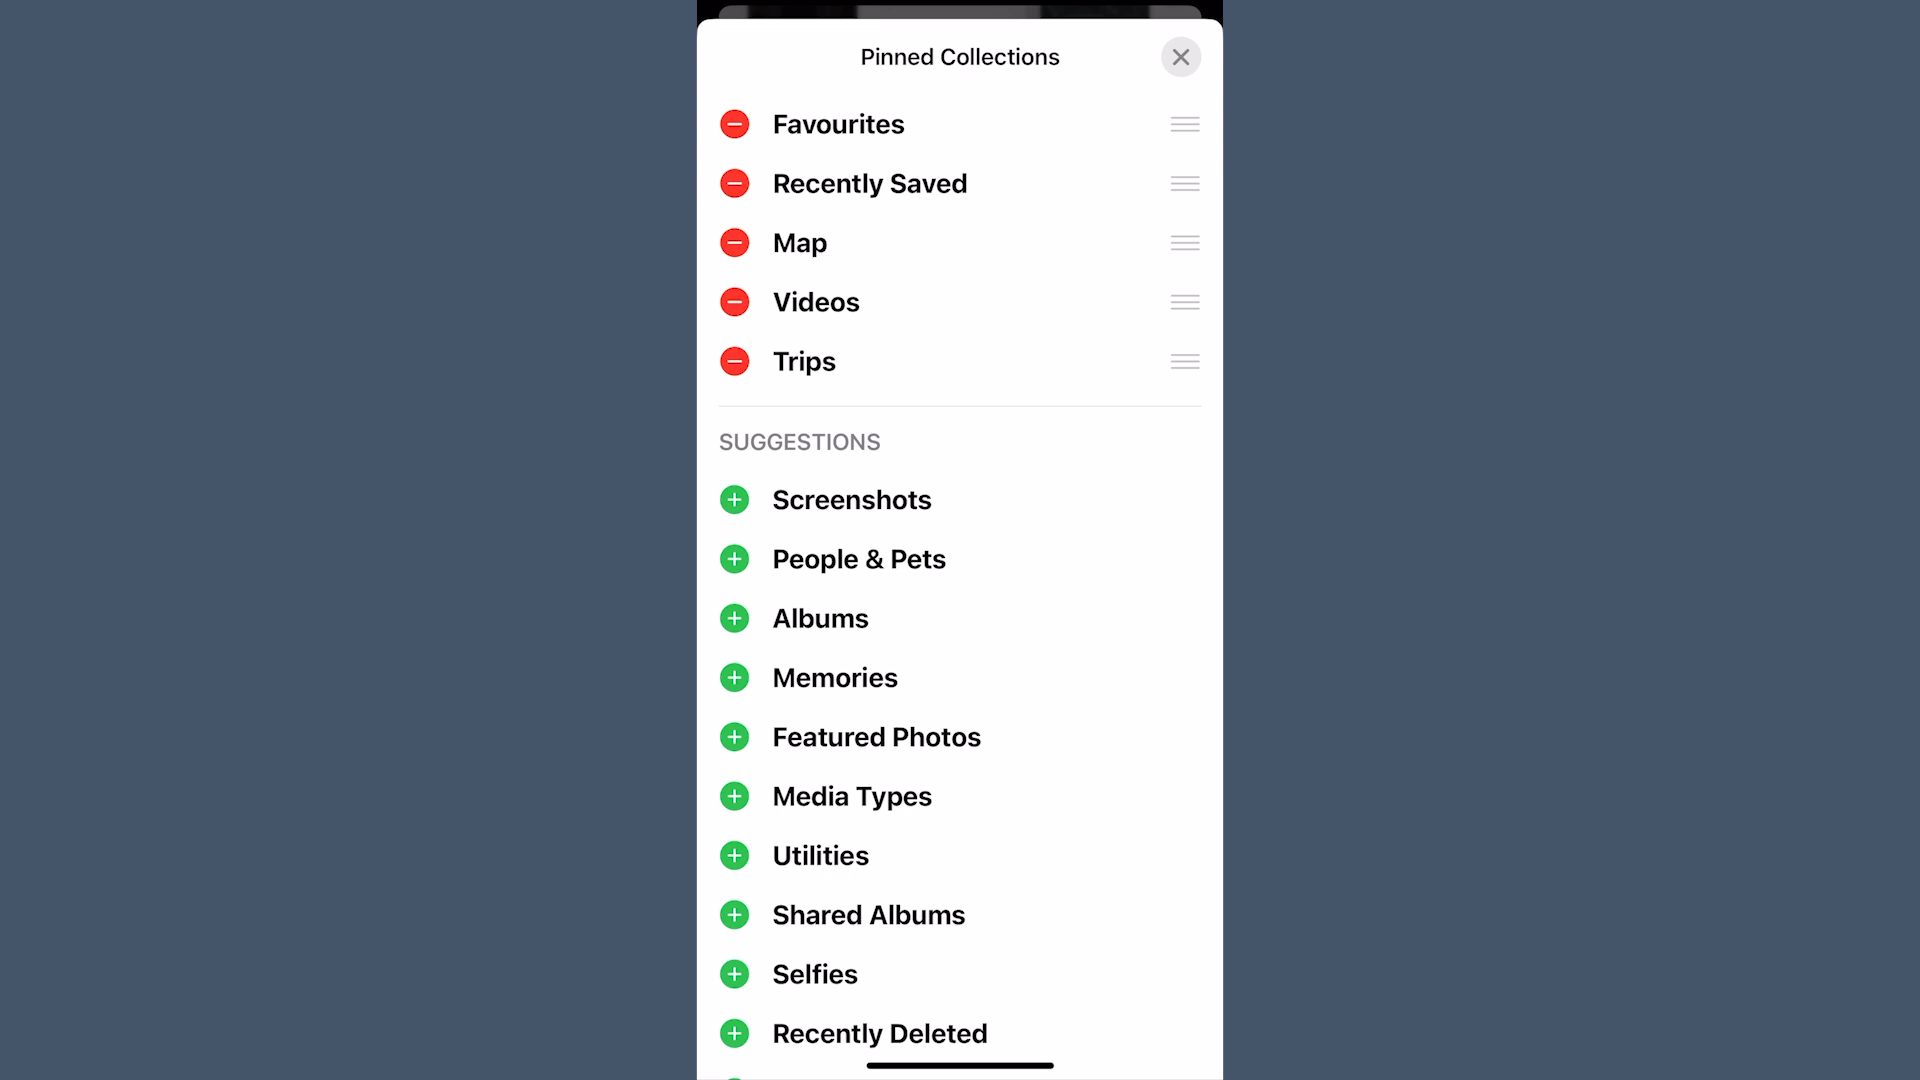 Pinned Collections
Favourites
Recently Saved
Map
Videos
Trips
SUGGESTIONS
Screenshots
People & Pets
Albums
Memories
Featured Photos
Media Types
Utilities
Shared Albums
Selfies
Recently Deleted